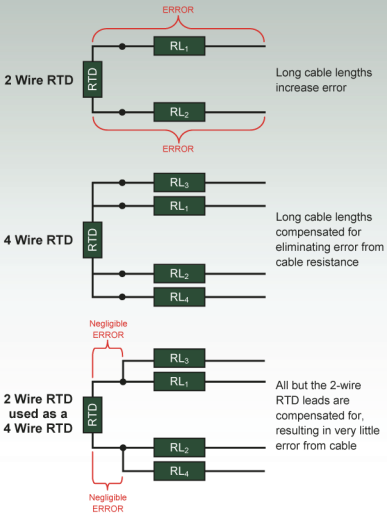 ERROR
RL1
2 Wire RTD
RTD
Long cable lengths
increase error
RL2
ERROR
RL3
RL1
4 Wire RTD
RTD
Long cable lengths
compensated for
eliminating error from
cable resistance
RL2
RL4
Negligible
ERROR
RL3
RL1
2 Wire RTD
used as a
4 Wire RTD
RTD
All but the 2-wire
RTD leads are
compensated for,
resulting in very little
error from cable
RL2
RL4
Negligible
ERROR